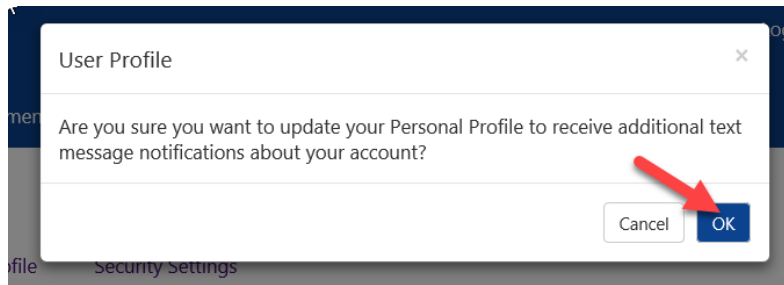 User Profile
×
Are you sure you want to update your Personal Profile to receive additional text
message notifications about your account?
Cancel
OK
Security Settings